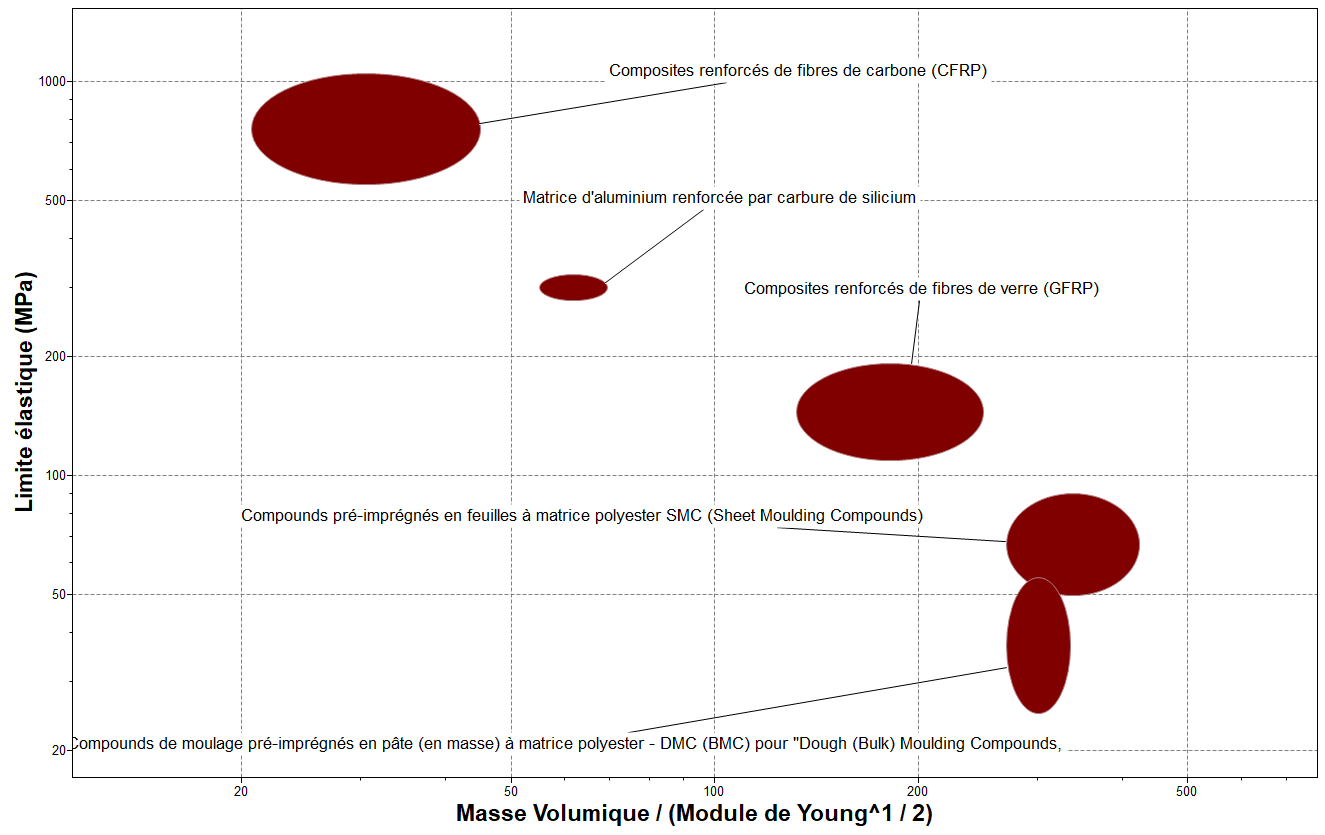 Composites renforcés de fibres de carbone (CFRP)
1000
Matrice d'aluminium renforcée par carbure de silicium
500
Composites renforcés de fibres de verre (GFRP)
Limite élastique (MPa)
200
100
Compounds pré-imprégnés en feuilles à matrice polyester SMC (Sheet Moulding Compounds)
50
Compounds de moulage pré-imprégnés en pâte (en masse) à matrice polyester - DMC (BMC) pour "Dough (Bulk) Moulding Compounds,
20
20 50 100 200 500
Masse Volumique / (Module de Young^1 / 2)